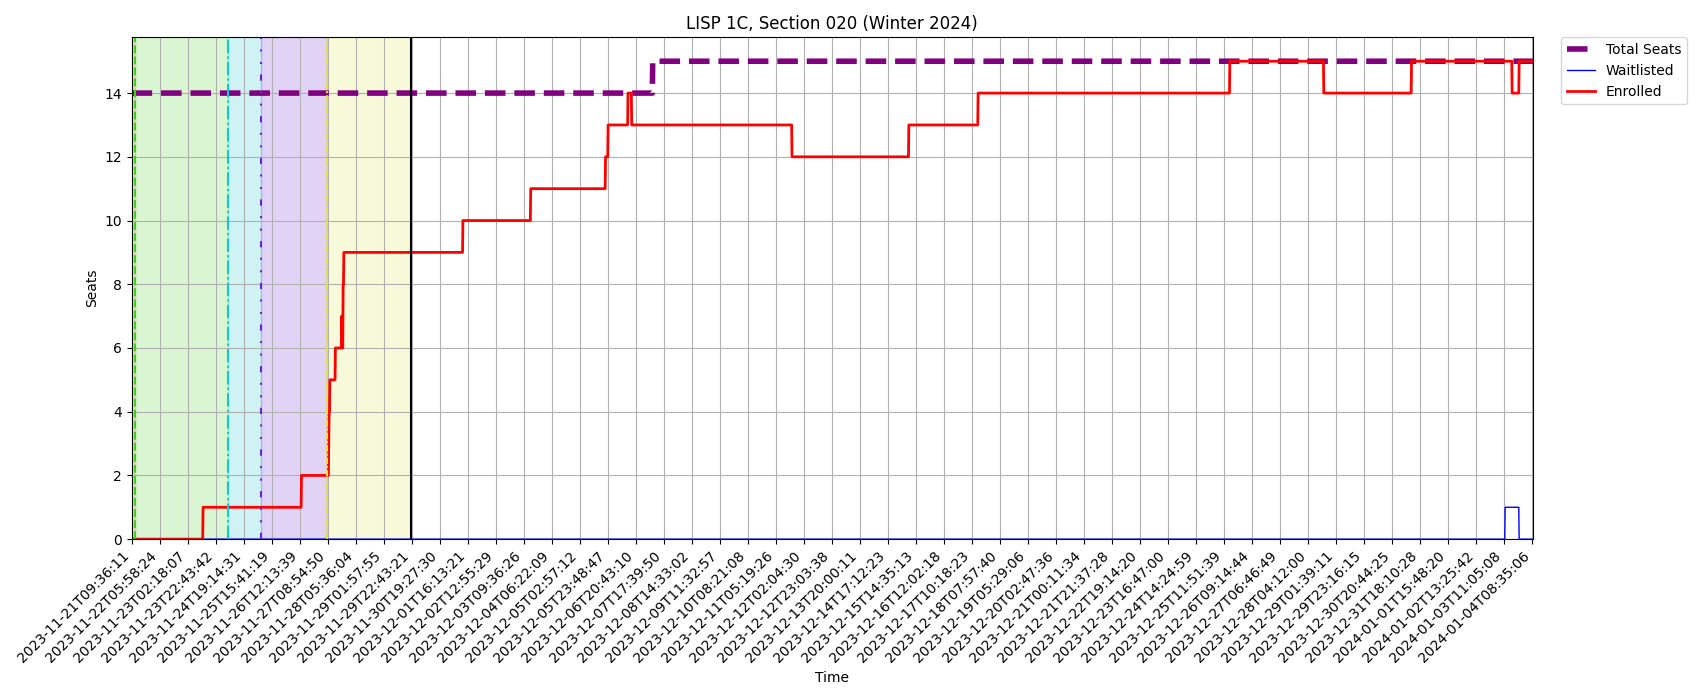 LISP 1C, Section 020 (Winter 2024)
Total Seats
Waitlisted
Enrolled
Seats
14
12
10
8
6
4
2
0
2023-11-21T09:36:11
2023-11-22T05:58:24
2023-11-23T02:18:07
2023-11-23T22:43:42
2023-11-24T19:14:31
2023-11-25T15:41:19
2023-11-26T12:13:39
2023-11-27T08:54:50
2023-11-28T05:36:04
2023-11-29T01:57:55
2023-11-29T22:43:21
2023-11-30T19:27:30
2023-12-01T16:13:21
2023-12-02T12:55:29
2023-12-03T09:36:26
2023-12-04T06:22:09
2023-12-05T02:57:12
2023-12-05T23:48:47
2023-12-06T20:43:10
2023-12-07T17:39:50
2023-12-08T14:33:02
2023-12-09T11:32:57
2023-12-10T08:21:08
2023-12-11T05:19:26
2023-12-12T02:04:30
2023-12-12T23:03:38
2023-12-13T20:00:11
2023-12-14T17:12:23
2023-12-15T14:35:13
2023-12-16T12:02:18
2023-12-17T10:18:23
2023-12-18T07:57:40
2023-12-19T05:29:06
2023-12-20T02:47:36
2023-12-21T00:11:34
2023-12-21T21:37:28
2023-12-22T19:14:20
2023-12-23T16:47:00
2023-12-24T14:24:59
2023-12-25T11:51:39
2023-12-26T09:14:44
2023-12-27T06:46:49
2023-12-28T04:12:00
2023-12-29T01:39:11
2023-12-29T23:16:15
2023-12-30T20:44:25
2023-12-31T18:10:28
2024-01-01T15:48:20
2024-01-02T13:25:42
2024-01-03T11:05:08
2024-01-04T08:35:06
Time